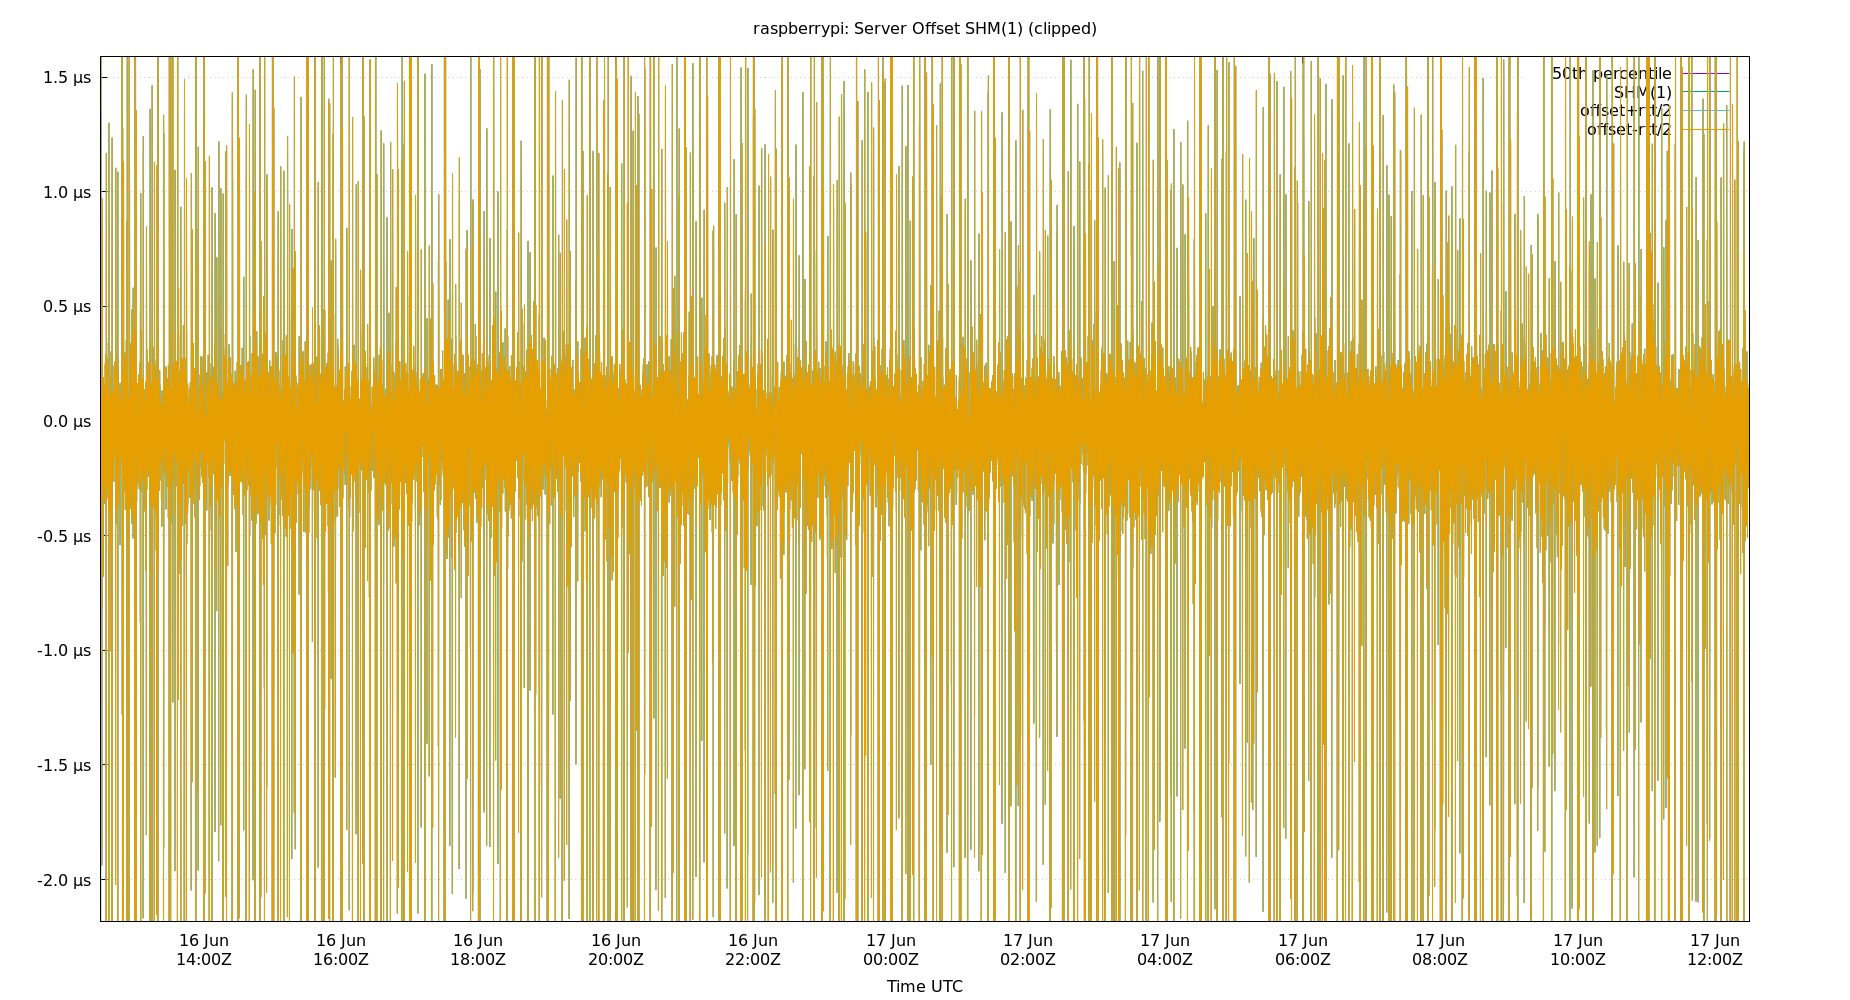 raspberrypi: Server Offset SHM(1) (clipped)
1.5 µs
1.0 µs
0.5 µs
0.0 µs
-0.5 µs
-1.0 µs
-1.5 µs
-2.0 µs
50th percentile
SHM(1)
offset+rtt/2
offset-rtt/2
16 Jun 16 Jun 16 Jun 16 Jun 16 Jun 17 Jun 17 Jun 17 Jun 17 Jun 17 Jun 17 Jun 17 Jun
14:00Z 16:00Z 18:00Z 20:00Z 22:00Z 00:00Z 02:00Z 04:00Z 06:00Z 08:00Z 10:00Z 12:00Z
Time UTC